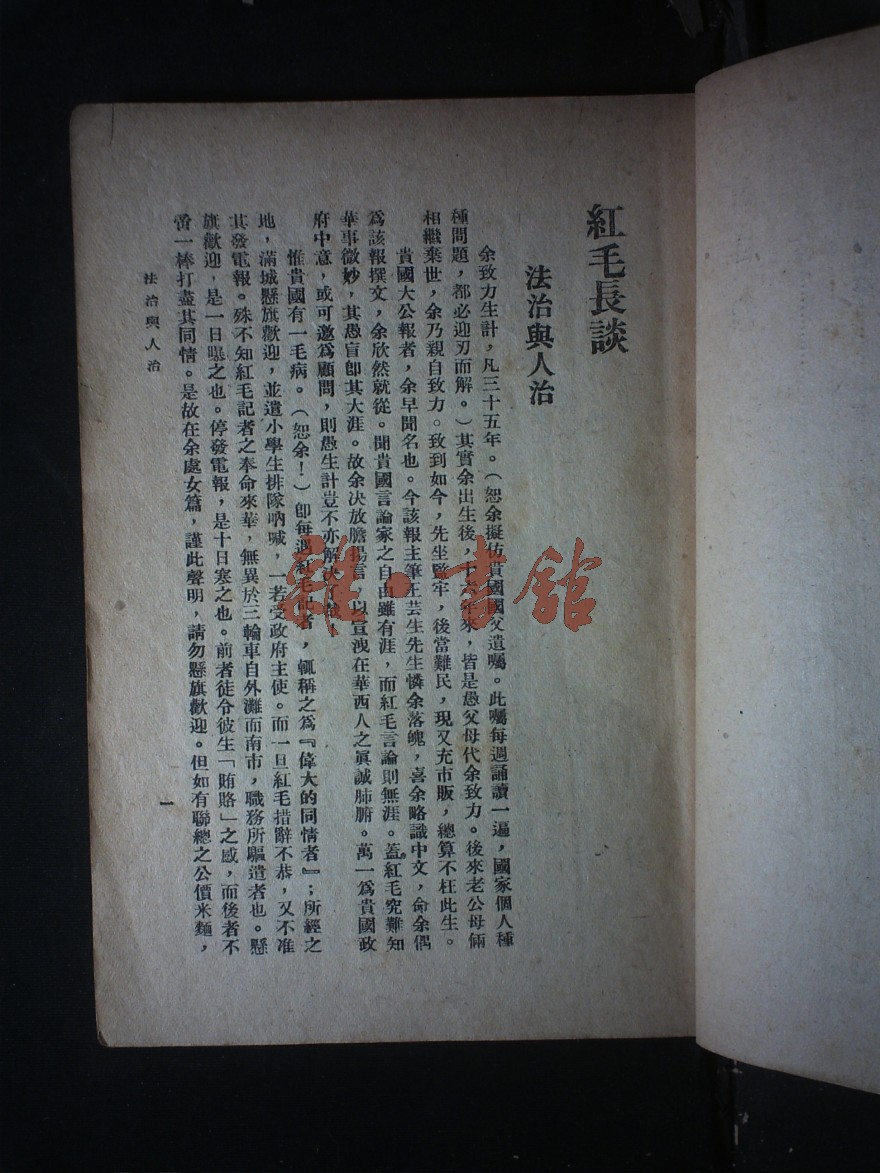 紅毛長談
法治與人治
余致力生計，凡三十五年。（恕余擬仿貴國國父遺囑。此囑每週誦讀一遍，國家個人種
種問題，都必迎刃而解。）其實余出生後，十六年來，皆是愚父母代余致力。後來老公母倆
相繼棄世，余乃親自致力。致到如今，先坐監牢，後當難民，現又充市販，總算不枉此生。
貴國大公報者，余早聞名也。今該報主筆王芸生先生憐余落魄，喜余略識中文，命余偶
為該報撰文，余欣然就從。聞貴國言論家之自由雖有涯，而紅毛言論則無涯。蓋紅毛究難知
華事微妙，其愚盲卽其大涯。故余決放膽揚言，以宣洩在華西人之眞誠肺腑。萬一為貴國政
府中意，或可邀為顧問，則愚生計豈不亦解決
惟貴國有一毛病。（恕余！）卽每遇紅毛記者，輒稱之為『偉大的同情者』；所經之
地，滿城懸旗歡迎，並遣小學生排隊吶喊，一若受政府主使。而一旦紅毛措辭不恭，又不准
其發電報。殊不知紅毛記者之奉命來華，無異於三輪車自外灘而南市，職務所驅遣者也。懸
旗歡迎，是一日曝之也。停發電報，是十日寒之也。前者徒令彼生「賄賂」之感，而後者不
啻一棒打盡其同情。是故在余處女篇，謹此聲明，請勿懸旗歡迎。但如有聯總之公價米麵，
法治與人治
一
雜·書館